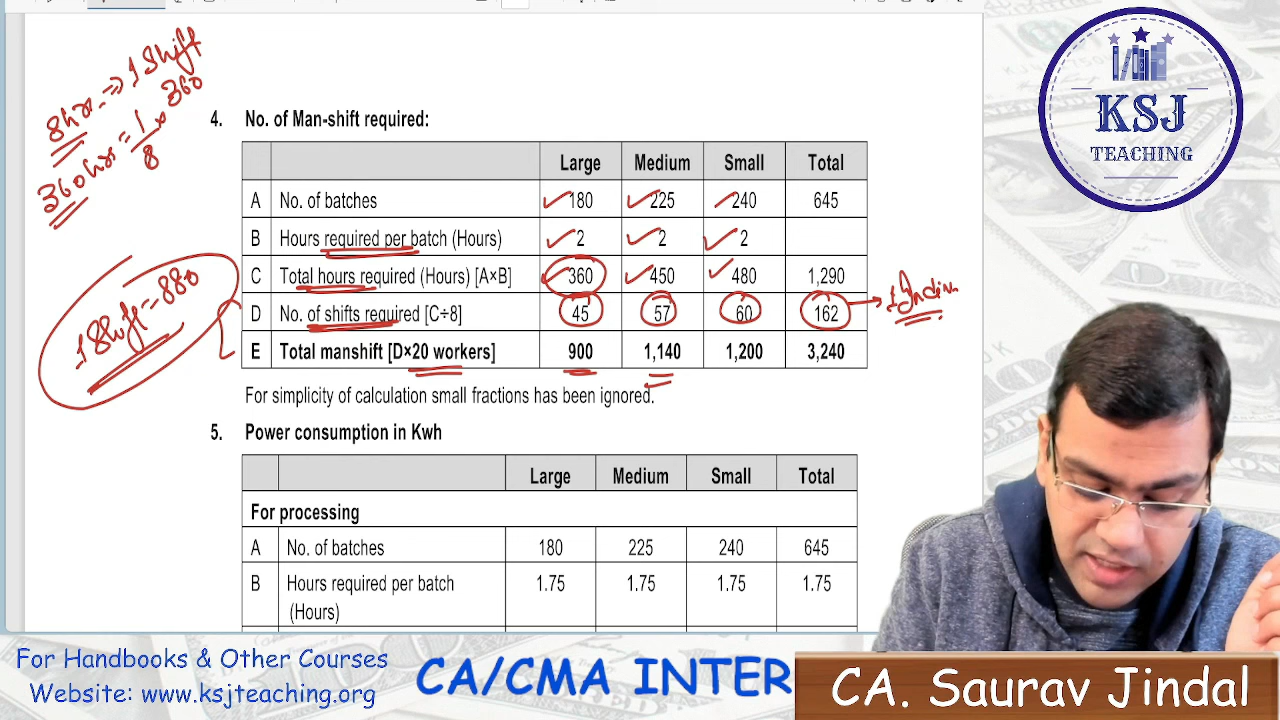 8hr. => 1 Shift
360hr = 1/8 × 360
4. No. of Man-shift required:
Large Medium Small Total
A No. of batches 180 225 240 645
B Hours required per batch (Hours) 2 2 2
C Total hours required (Hours) [A×B] 360 450 480 1,290
D No. of shifts required [C÷8] 45 57 60 162
E Total manshift [D×20 workers] 900 1,140 1,200 3,240
1 Shift = 880
For simplicity of calculation small fractions has been ignored.
5. Power consumption in Kwh
Large Medium Small Total
For processing
A No. of batches 180 225 240 645
B Hours required per batch (Hours) 1.75 1.75 1.75 1.75
KSJ
TEACHING
For Handbooks & Other Courses
Website: www.ksjteaching.org
CA/CMA INTER
CA. Saurav Jindal